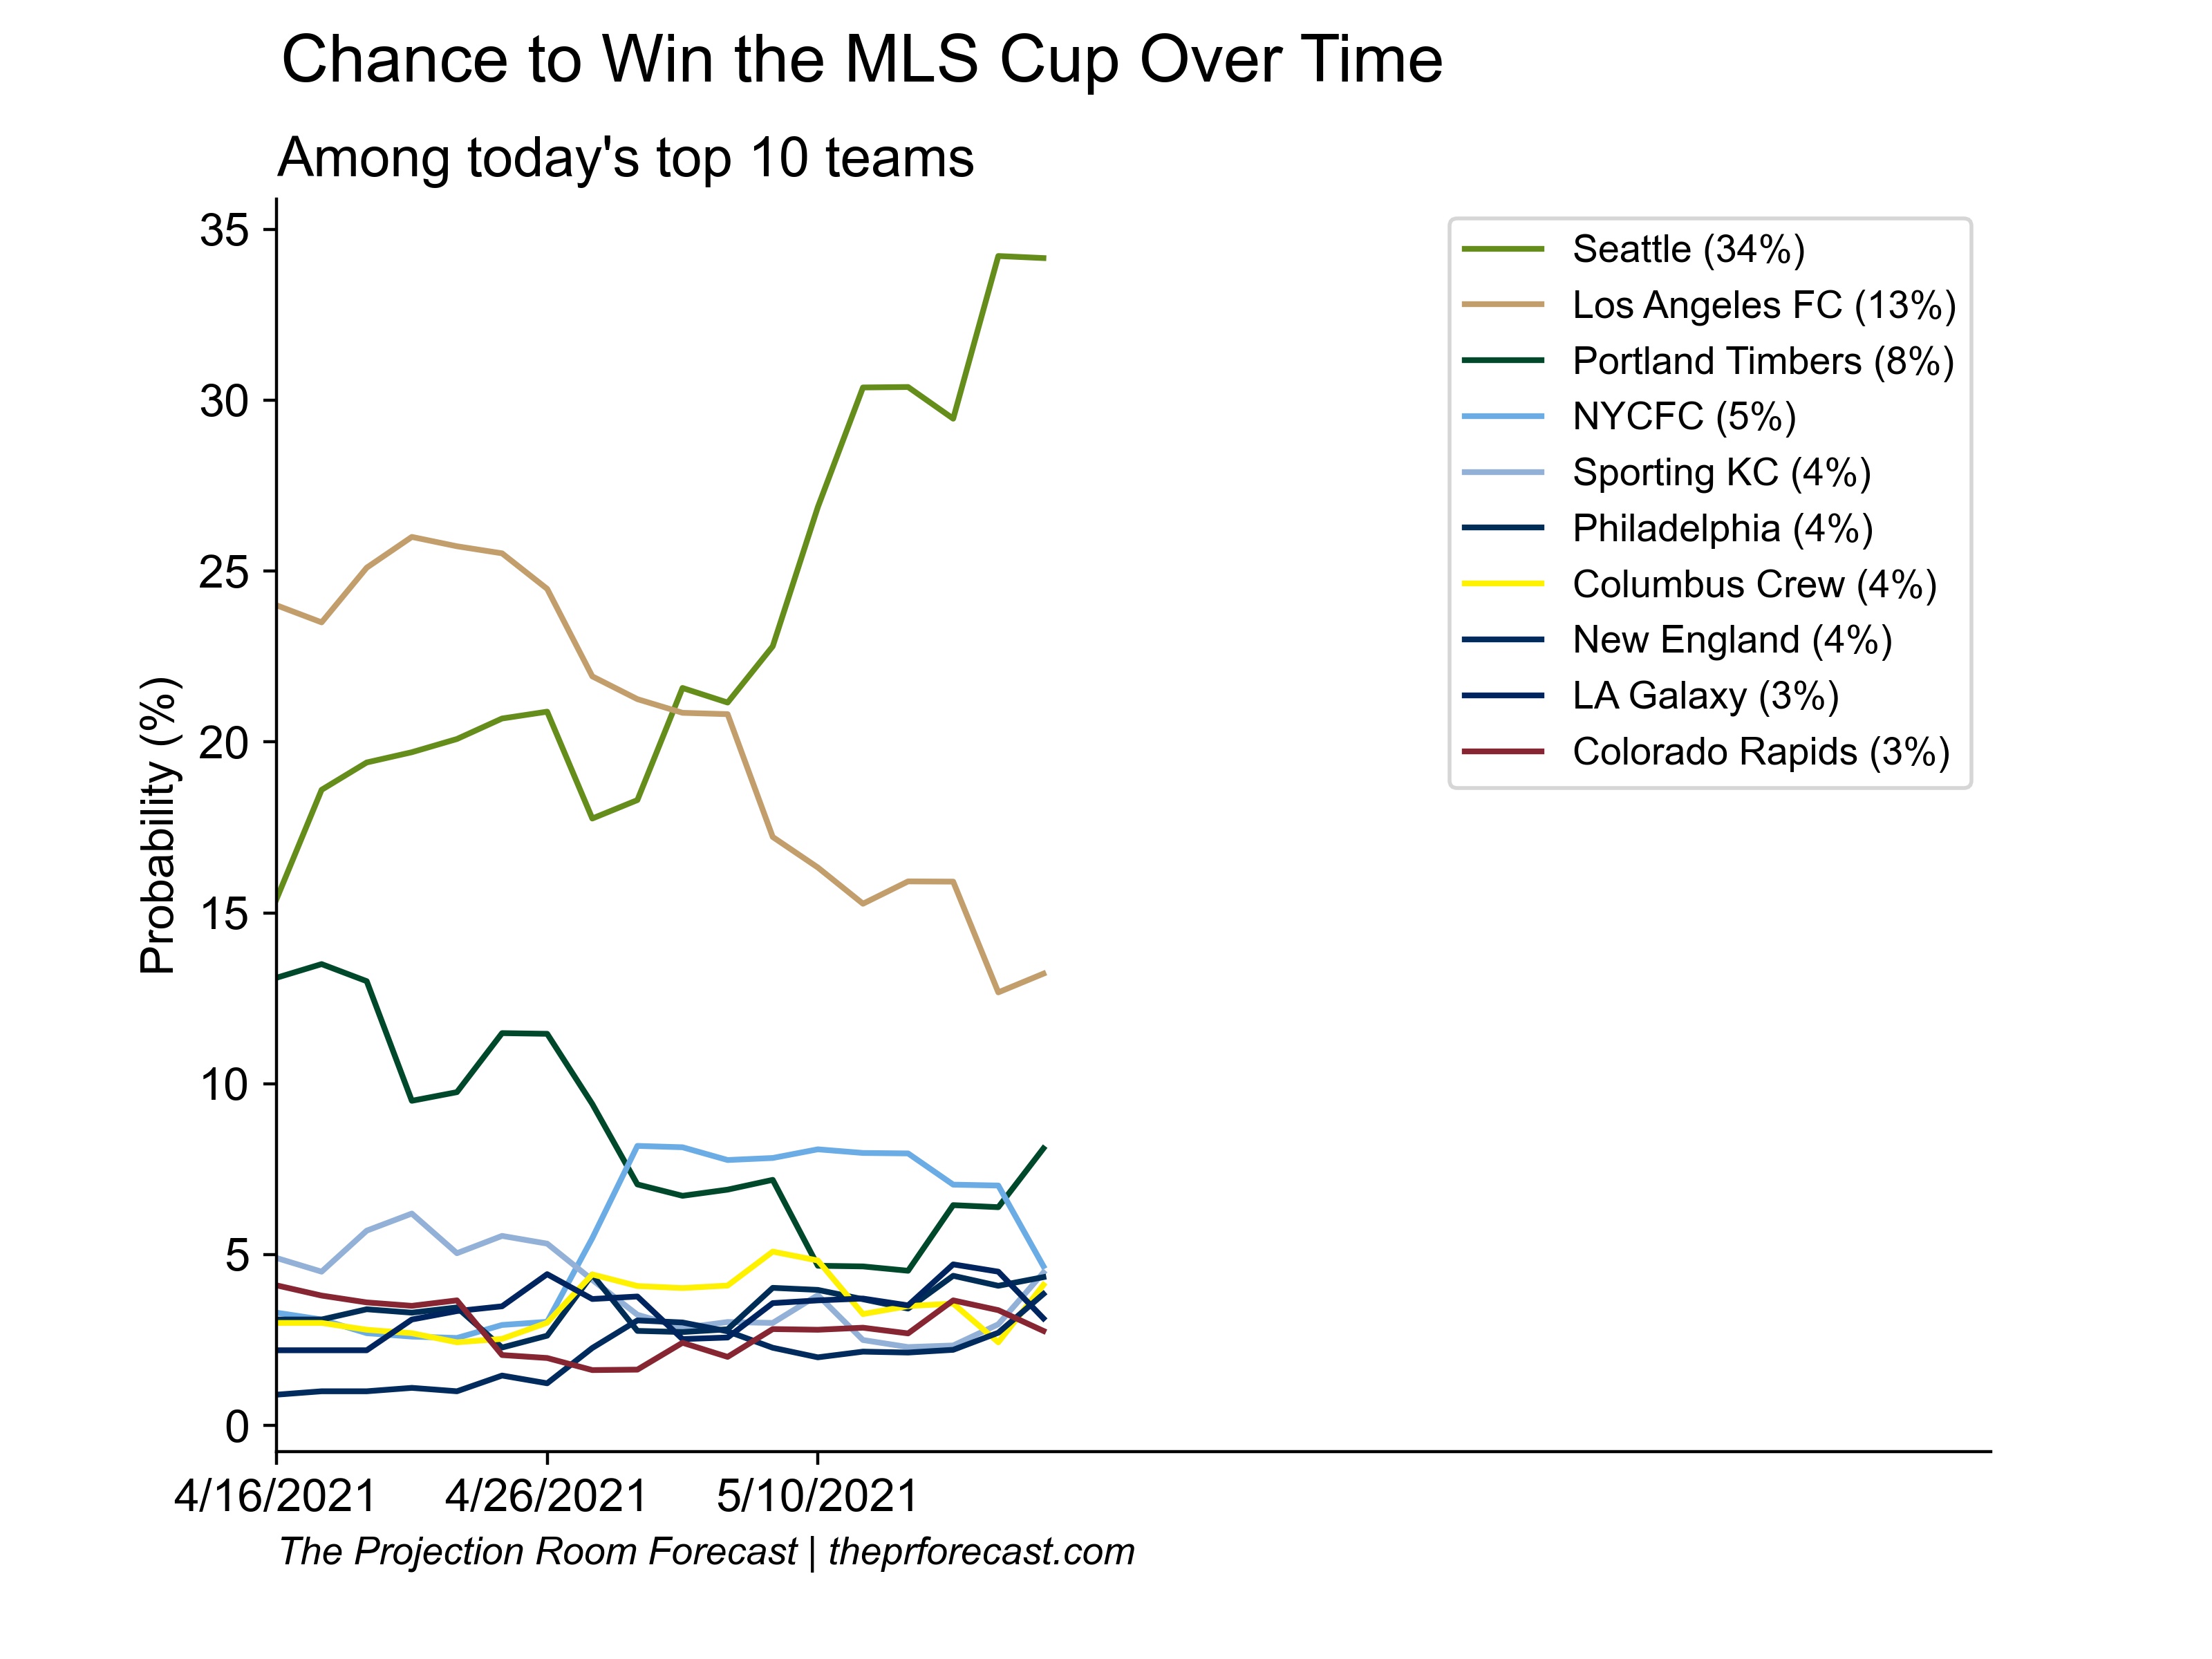 Chance to Win the MLS Cup Over Time
Among today's top 10 teams
Probability (%)
35
30
25
20
15
10
5
0
4/16/2021
4/26/2021
5/10/2021
Seattle (34%)
Los Angeles FC (13%)
Portland Timbers (8%)
NYCFC (5%)
Sporting KC (4%)
Philadelphia (4%)
Columbus Crew (4%)
New England (4%)
LA Galaxy (3%)
Colorado Rapids (3%)
The Projection Room Forecast | theprforecast.com